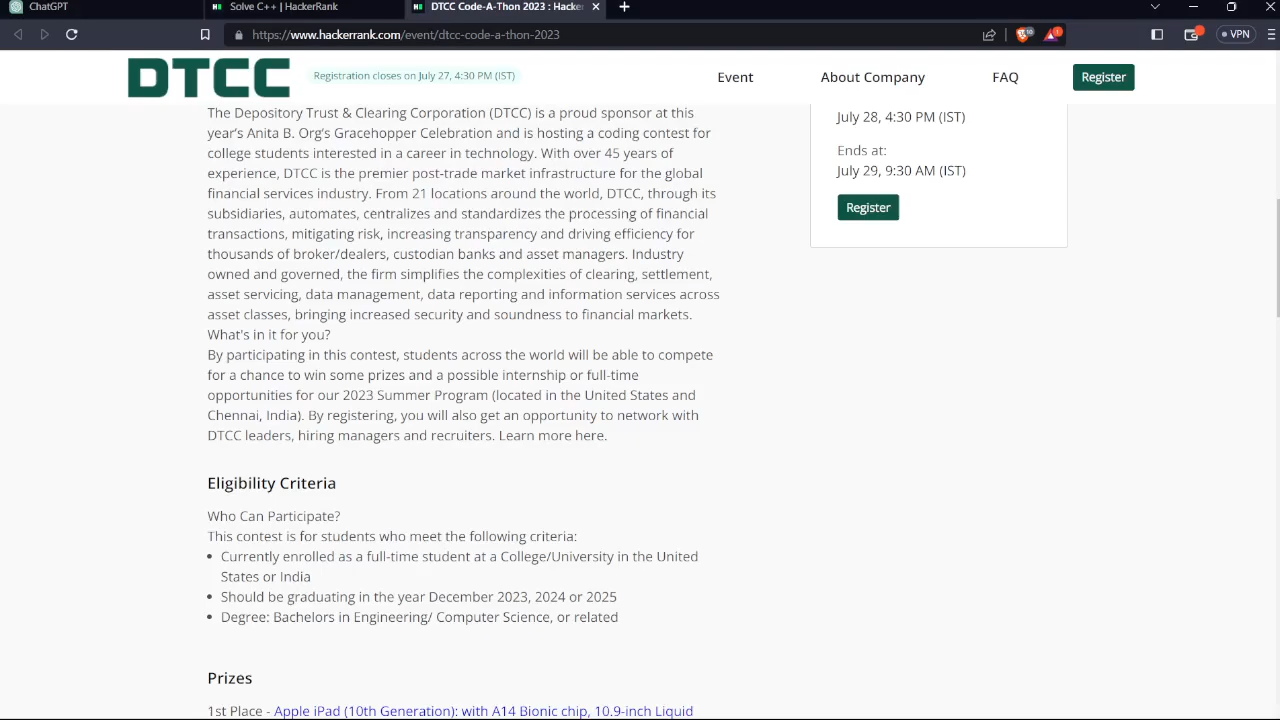 ChatGPT
Solve C++ | HackerRank
DTCC Code-A-Thon 2023 : Hacker
https://www.hackerrank.com/event/dtcc-code-a-thon-2023
VPN
DTCC
Registration closes on July 27, 4:30 PM (IST)
Event
About Company
FAQ
Register
The Depository Trust & Clearing Corporation (DTCC) is a proud sponsor at this
year's Anita B. Org's Gracehopper Celebration and is hosting a coding contest for
college students interested in a career in technology. With over 45 years of
experience, DTCC is the premier post-trade market infrastructure for the global
financial services industry. From 21 locations around the world, DTCC, through its
subsidiaries, automates, centralizes and standardizes the processing of financial
transactions, mitigating risk, increasing transparency and driving efficiency for
thousands of broker/dealers, custodian banks and asset managers. Industry
owned and governed, the firm simplifies the complexities of clearing, settlement,
asset servicing, data management, data reporting and information services across
asset classes, bringing increased security and soundness to financial markets.
What's in it for you?
By participating in this contest, students across the world will be able to compete
for a chance to win some prizes and a possible internship or full-time
opportunities for our 2023 Summer Program (located in the United States and
Chennai, India). By registering, you will also get an opportunity to network with
DTCC leaders, hiring managers and recruiters. Learn more here.
Eligibility Criteria
Who Can Participate?
This contest is for students who meet the following criteria:
• Currently enrolled as a full-time student at a College/University in the United
States or India
• Should be graduating in the year December 2023, 2024 or 2025
• Degree: Bachelors in Engineering/ Computer Science, or related
Prizes
1st Place - Apple iPad (10th Generation): with A14 Bionic chip, 10.9-inch Liquid
July 28, 4:30 PM (IST)
Ends at:
July 29, 9:30 AM (IST)
Register